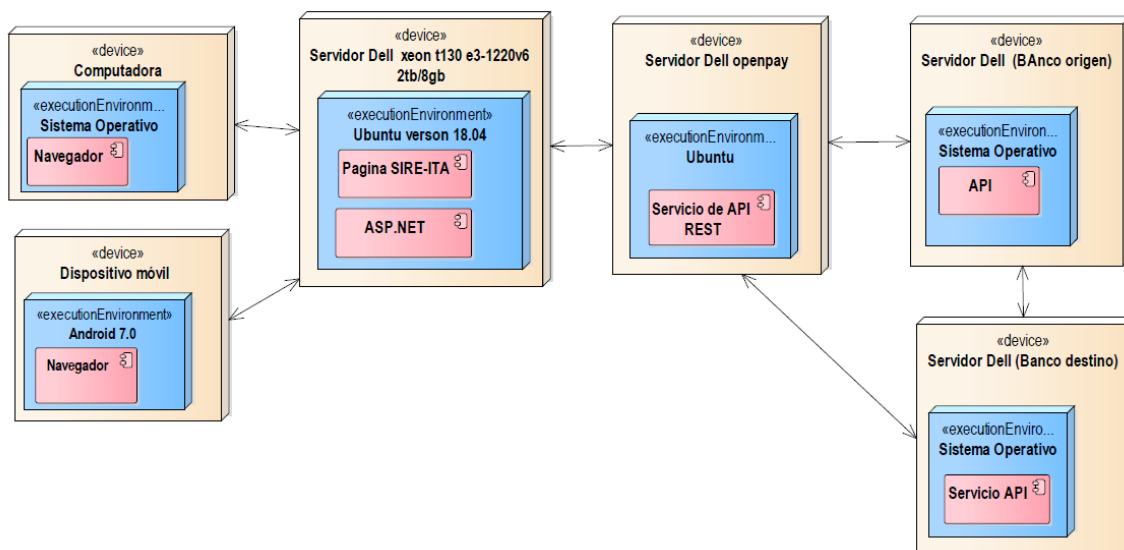 «device»
Computadora
«executionEnvironm...
Sistema Operativo
Navegador
«device»
Dispositivo móvil
«executionEnvironment»
Android 7.0
Navegador
«device»
Servidor Dell xeon t130 e3-1220v6
2tb/8gb
«executionEnvironment»
Ubuntu verson 18.04
Pagina SIRE-ITA
ASP.NET
«device»
Servidor Dell openpay
«executionEnvironm...
Ubuntu
Servicio de API
REST
«device»
Servidor Dell (BAnco origen)
«executionEnviron...
Sistema Operativo
API
«device»
Servidor Dell (Banco destino)
«executionEnviro...
Sistema Operativo
Servicio API